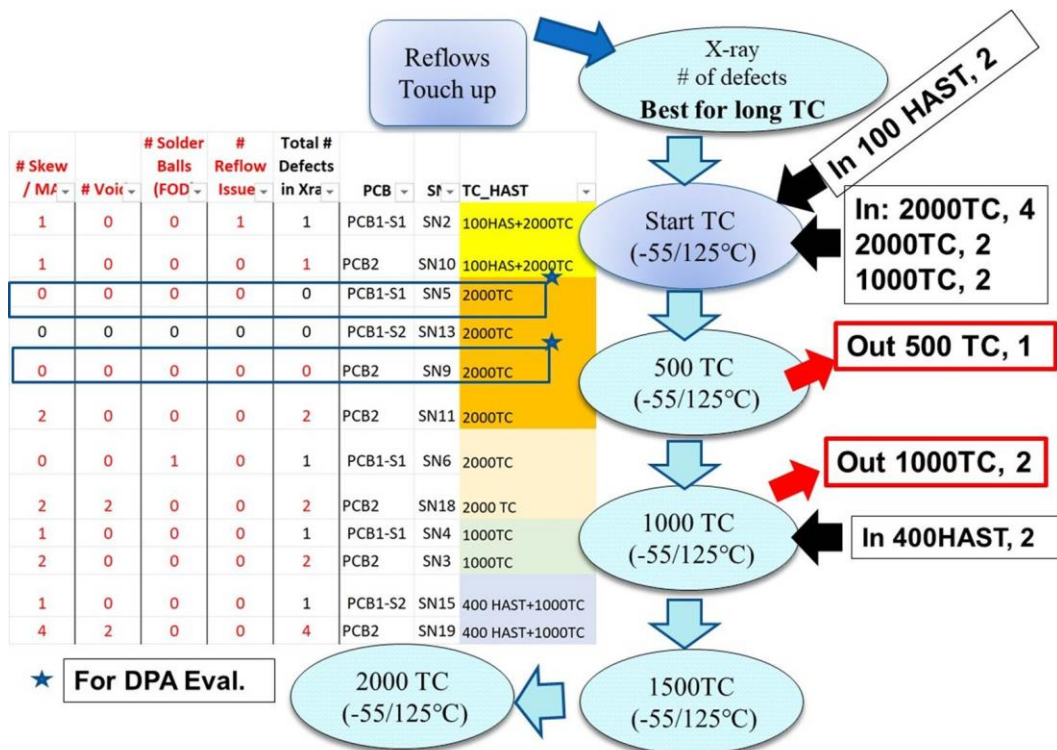 Reflows
Touch up
X-ray
# of defects
Best for long TC
In 100 HAST, 2
# Skew / MA # Void # Solder Balls (FOD) # Reflow Issue Total # Defects in Xra PCB SN TC_HAST
1 0 0 1 1 PCB1-S1 SN2 100HAS+2000TC
1 0 0 0 1 PCB2 SN10 100HAS+2000TC
0 0 0 0 0 PCB1-S1 SN5 2000TC
0 0 0 0 0 PCB1-S2 SN13 2000TC
0 0 0 0 0 PCB2 SN9 2000TC
2 0 0 0 2 PCB2 SN11 2000TC
0 0 1 0 1 PCB1-S1 SN6 2000TC
2 2 0 0 2 PCB2 SN18 2000 TC
1 0 0 0 1 PCB1-S1 SN4 1000TC
2 0 0 0 2 PCB2 SN3 1000TC
1 0 0 0 1 PCB1-S2 SN15 400 HAST+1000TC
4 2 0 0 4 PCB2 SN19 400 HAST+1000TC
Start TC
(-55/125°C)
In: 2000TC, 4
2000TC, 2
1000TC, 2
500 TC
(-55/125°C)
Out 500 TC, 1
Out 1000TC, 2
1000 TC
(-55/125°C)
In 400HAST, 2
1500TC
(-55/125°C)
2000 TC
(-55/125°C)
For DPA Eval.